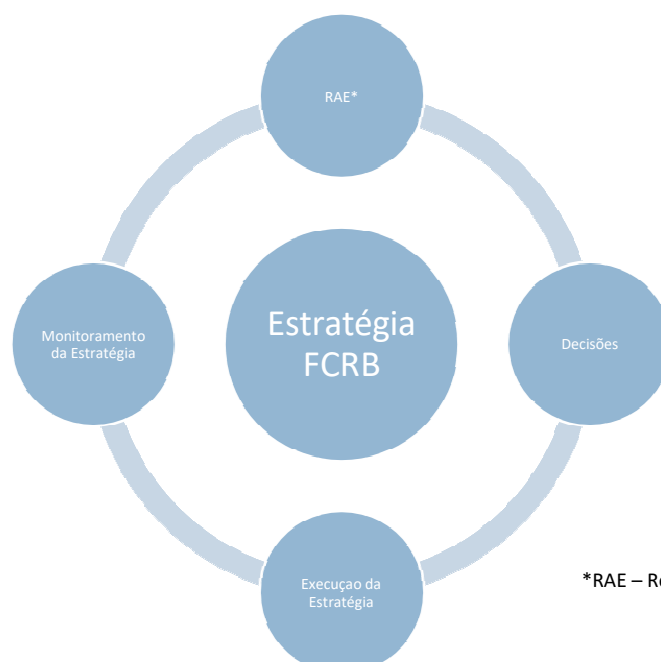 RAE*
Estratégia
FCRB
Monitoramento
da Estratégia
Decisões
Execuçao da
Estratégia
*RAE – R